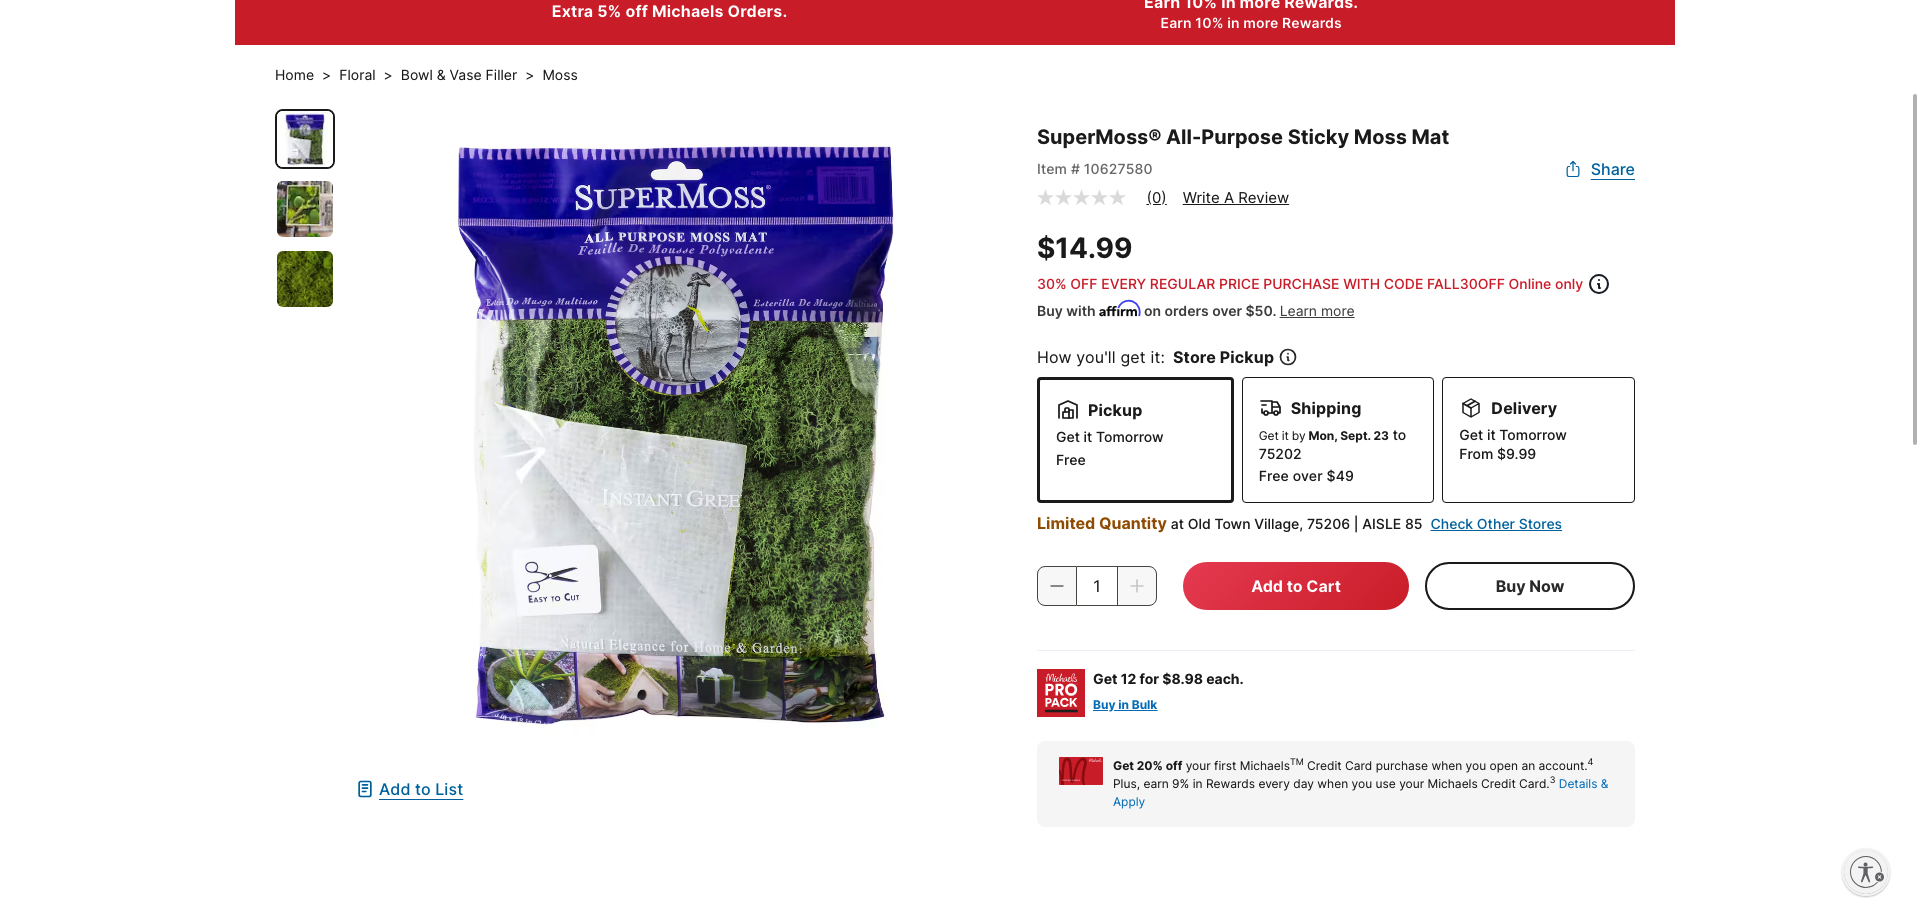 Extra 5% off Michaels Orders.
Earn 10% in more Rewards.
Earn 10% in more Rewards
Home > Floral > Bowl & Vase Filler > Moss
SUPERMOSS®
ALL PURPOSE MOSS MAT
Feuille De Mousse Polyvalente
Estera De Musgo Multiuso
Esterilla De Musgo Multiuso
INSTANT GREE
EASY TO CUT
Natural Elegance for Home & Garden
Add to List
SuperMoss® All-Purpose Sticky Moss Mat
Item # 10627580
Share
(0) Write A Review
$14.99
30% OFF EVERY REGULAR PRICE PURCHASE WITH CODE FALL30OFF Online only
Buy with affirm on orders over $50. Learn more
How you'll get it: Store Pickup
Pickup
Get it Tomorrow
Free
Shipping
Get it by Mon, Sept. 23 to
75202
Free over $49
Delivery
Get it Tomorrow
From $9.99
Limited Quantity at Old Town Village, 75206 | AISLE 85 Check Other Stores
− 1 +
Add to Cart
Buy Now
Michaels
PRO
PACK
Get 12 for $8.98 each.
Buy in Bulk
Get 20% off your first Michaels™ Credit Card purchase when you open an account.⁴
Plus, earn 9% in Rewards every day when you use your Michaels Credit Card.³ Details &
Apply